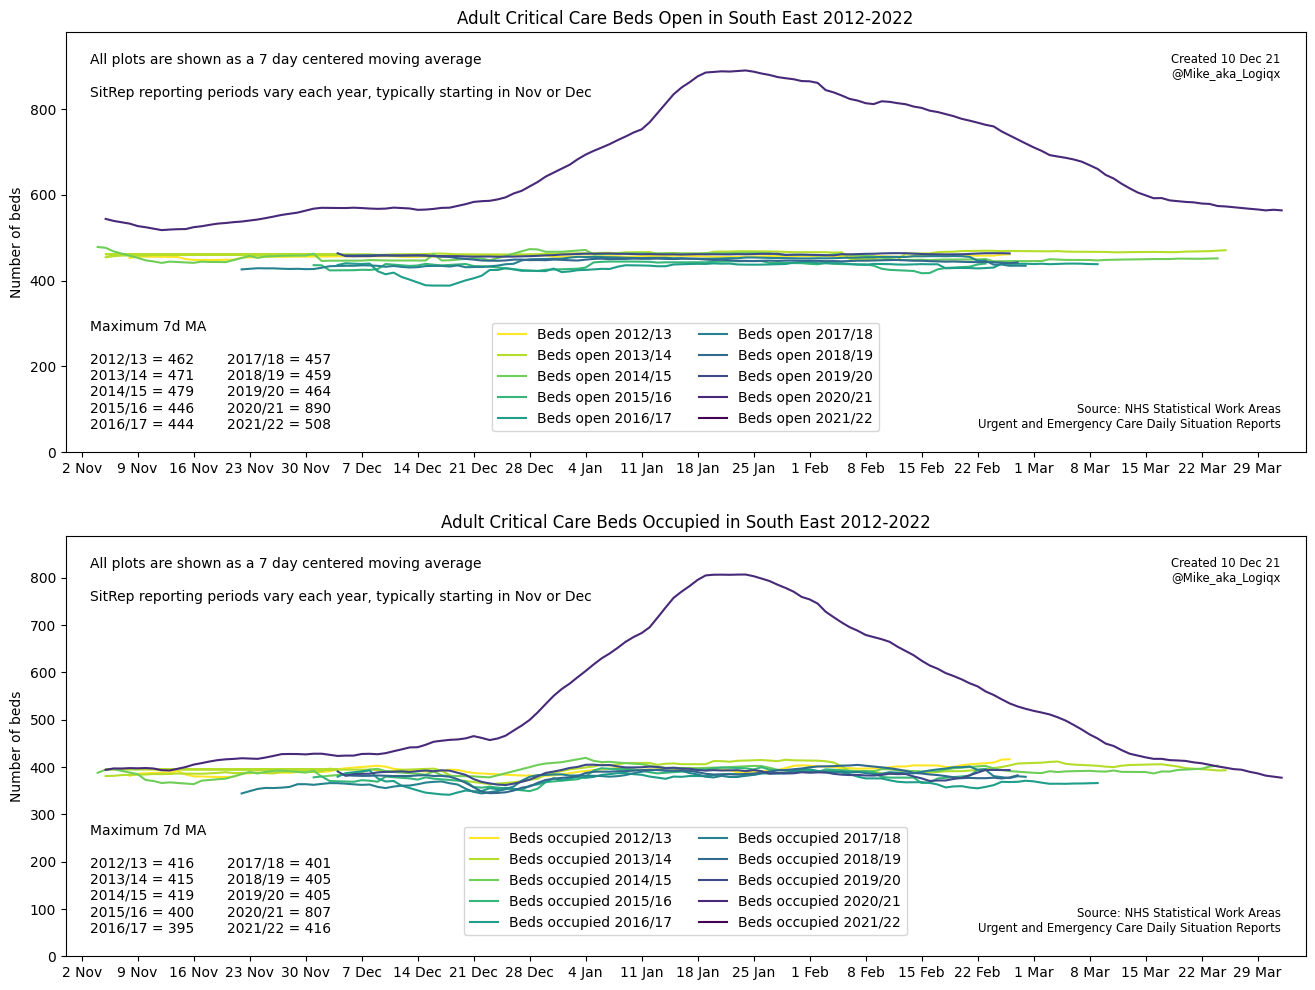 Adult Critical Care Beds Open in South East 2012-2022
All plots are shown as a 7 day centered moving average
Created 10 Dec 21
@Mike_aka_Logiqx
SitRep reporting periods vary each year, typically starting in Nov or Dec
Number of beds
800
600
400
200
0
Maximum 7d MA
2012/13 = 462 2017/18 = 457
2013/14 = 471 2018/19 = 459
2014/15 = 479 2019/20 = 464
2015/16 = 446 2020/21 = 890
2016/17 = 444 2021/22 = 508
Beds open 2012/13 Beds open 2017/18
Beds open 2013/14 Beds open 2018/19
Beds open 2014/15 Beds open 2019/20
Beds open 2015/16 Beds open 2020/21
Beds open 2016/17 Beds open 2021/22
Source: NHS Statistical Work Areas
Urgent and Emergency Care Daily Situation Reports
2 Nov 9 Nov 16 Nov 23 Nov 30 Nov 7 Dec 14 Dec 21 Dec 28 Dec 4 Jan 11 Jan 18 Jan 25 Jan 1 Feb 8 Feb 15 Feb 22 Feb 1 Mar 8 Mar 15 Mar 22 Mar 29 Mar
Adult Critical Care Beds Occupied in South East 2012-2022
All plots are shown as a 7 day centered moving average
Created 10 Dec 21
@Mike_aka_Logiqx
SitRep reporting periods vary each year, typically starting in Nov or Dec
Number of beds
800
700
600
500
400
300
200
100
0
Maximum 7d MA
2012/13 = 416 2017/18 = 401
2013/14 = 415 2018/19 = 405
2014/15 = 419 2019/20 = 405
2015/16 = 400 2020/21 = 807
2016/17 = 395 2021/22 = 416
Beds occupied 2012/13 Beds occupied 2017/18
Beds occupied 2013/14 Beds occupied 2018/19
Beds occupied 2014/15 Beds occupied 2019/20
Beds occupied 2015/16 Beds occupied 2020/21
Beds occupied 2016/17 Beds occupied 2021/22
Source: NHS Statistical Work Areas
Urgent and Emergency Care Daily Situation Reports
2 Nov 9 Nov 16 Nov 23 Nov 30 Nov 7 Dec 14 Dec 21 Dec 28 Dec 4 Jan 11 Jan 18 Jan 25 Jan 1 Feb 8 Feb 15 Feb 22 Feb 1 Mar 8 Mar 15 Mar 22 Mar 29 Mar